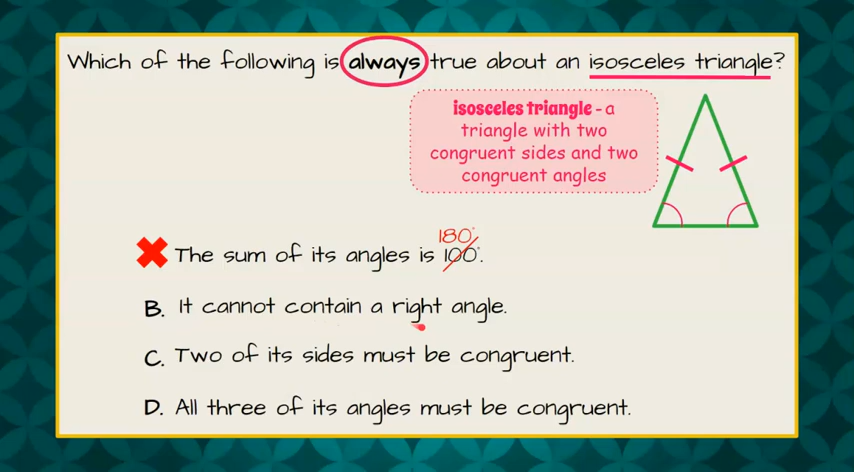 Which of the following is always true about an isosceles triangle?
isosceles triangle - a
triangle with two
congruent sides and two
congruent angles
180°
The sum of its angles is 100°.
B. It cannot contain a right angle.
C. Two of its sides must be congruent.
D. All three of its angles must be congruent.